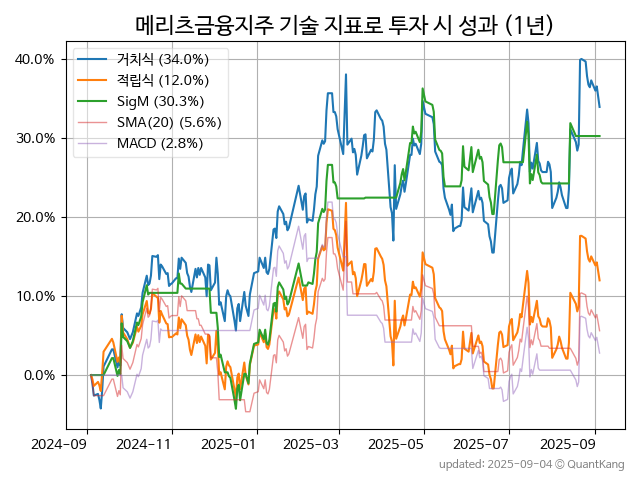 메리츠금융지주 기술 지표로 투자 시 성과 (1년)
거치식 (34.0%)
적립식 (12.0%)
SigM (30.3%)
SMA(20) (5.6%)
MACD (2.8%)
40.0%
30.0%
20.0%
10.0%
0.0%
2024-09 2024-11 2025-01 2025-03 2025-05 2025-07 2025-09
updated: 2025-09-04 © QuantKang